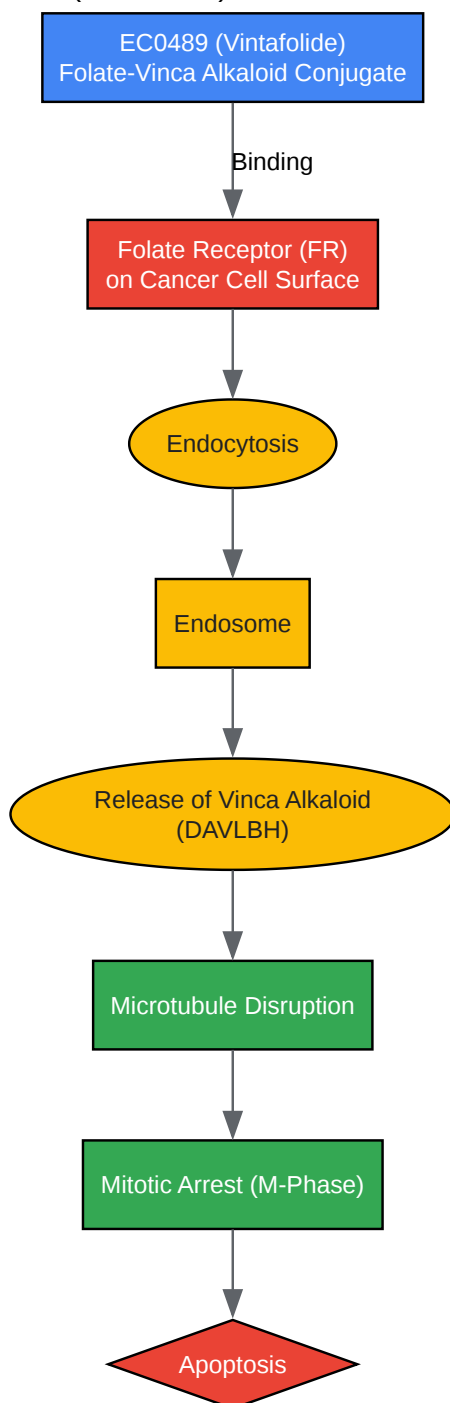 EC0489 (Vintafolide)
Folate-Vinca Alkaloid Conjugate
Binding
Folate Receptor (FR)
on Cancer Cell Surface
Endocytosis
Endosome
Release of Vinca Alkaloid
(DAVLBH)
Microtubule Disruption
Mitotic Arrest (M-Phase)
Apoptosis